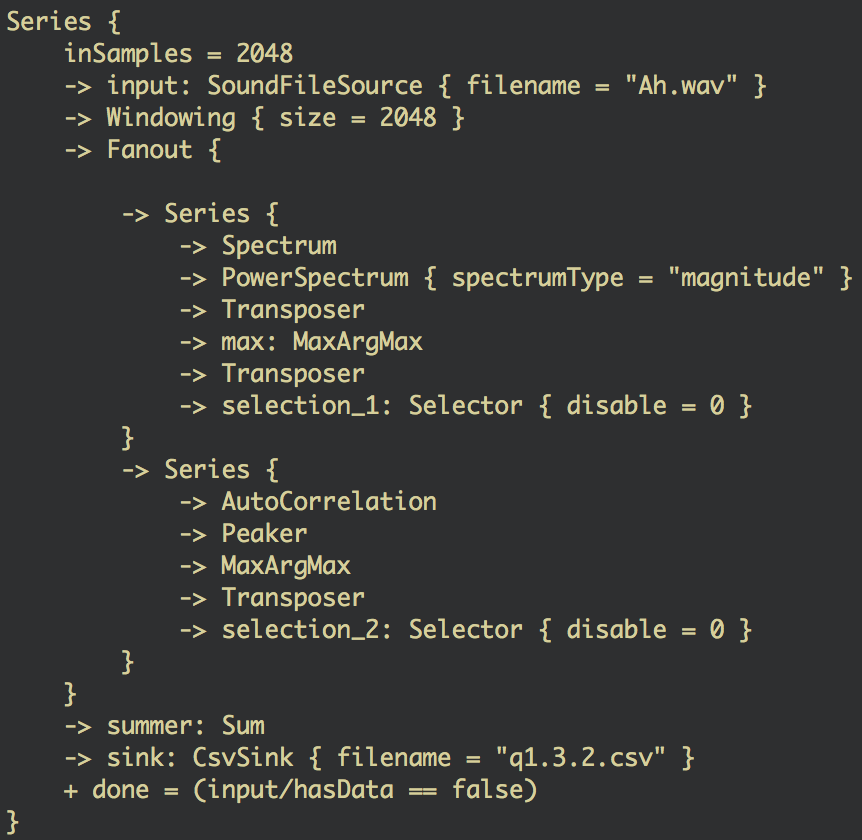 Series {
    inSamples = 2048
    -> input: SoundFileSource { filename = "Ah.wav" }
    -> Windowing { size = 2048 }
    -> Fanout {

        -> Series {
            -> Spectrum
            -> PowerSpectrum { spectrumType = "magnitude" }
            -> Transposer
            -> max: MaxArgMax
            -> Transposer
            -> selection_1: Selector { disable = 0 }
        }
        -> Series {
            -> AutoCorrelation
            -> Peaker
            -> MaxArgMax
            -> Transposer
            -> selection_2: Selector { disable = 0 }
        }
    }
    -> summer: Sum
    -> sink: CsvSink { filename = "q1.3.2.csv" }
    + done = (input/hasData == false)
}